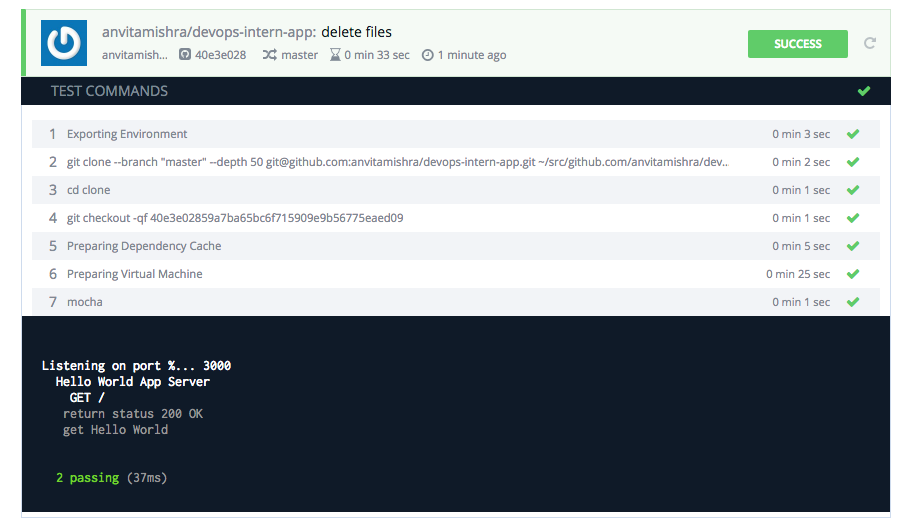 anvitamishra/devops-intern-app: delete files
anvitamish... 40e3e028 master 0 min 33 sec 1 minute ago
SUCCESS
TEST COMMANDS
1 Exporting Environment 0 min 3 sec
2 git clone --branch "master" --depth 50 git@github.com:anvitamishra/devops-intern-app.git ~/src/github.com/anvitamishra/dev... 0 min 2 sec
3 cd clone 0 min 1 sec
4 git checkout -qf 40e3e02859a7ba65bc6f715909e9b56775eaed09 0 min 1 sec
5 Preparing Dependency Cache 0 min 5 sec
6 Preparing Virtual Machine 0 min 25 sec
7 mocha 0 min 1 sec
Listening on port %... 3000
Hello World App Server
GET /
return status 200 OK
get Hello World
2 passing (37ms)